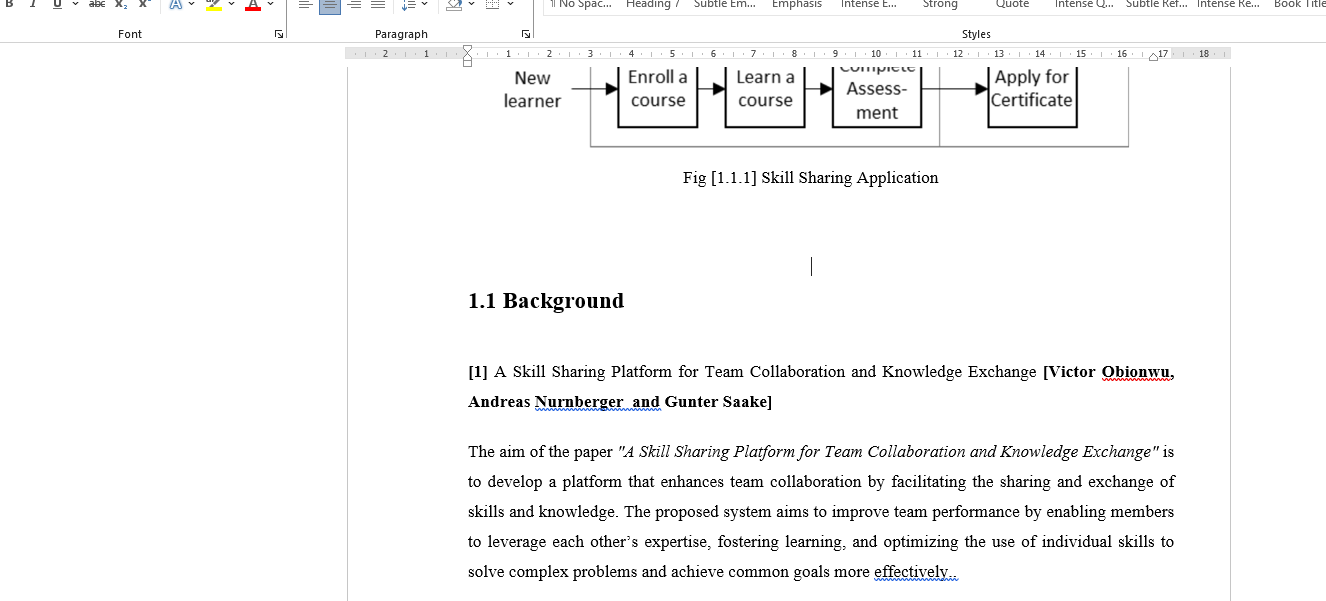 B I U abc X₂ X A A
Font
Paragraph
¶ No Spac... Heading 7 Subtle Em... Emphasis Intense E... Strong Quote Intense Q... Subtle Ref... Intense Re... Book Title
Styles
2 1 1 2 3 4 5 6 7 8 9 10 11 12 13 14 15 16 17 18
New
learner
Enroll a
course
Learn a
course
Complete
Assess-
ment
Apply for
Certificate
Fig [1.1.1] Skill Sharing Application
1.1 Background
[1] A Skill Sharing Platform for Team Collaboration and Knowledge Exchange [Victor Obionwu,
Andreas Nurnberger  and Gunter Saake]
The aim of the paper "A Skill Sharing Platform for Team Collaboration and Knowledge Exchange" is
to develop a platform that enhances team collaboration by facilitating the sharing and exchange of
skills and knowledge. The proposed system aims to improve team performance by enabling members
to leverage each other’s expertise, fostering learning, and optimizing the use of individual skills to
solve complex problems and achieve common goals more effectively..